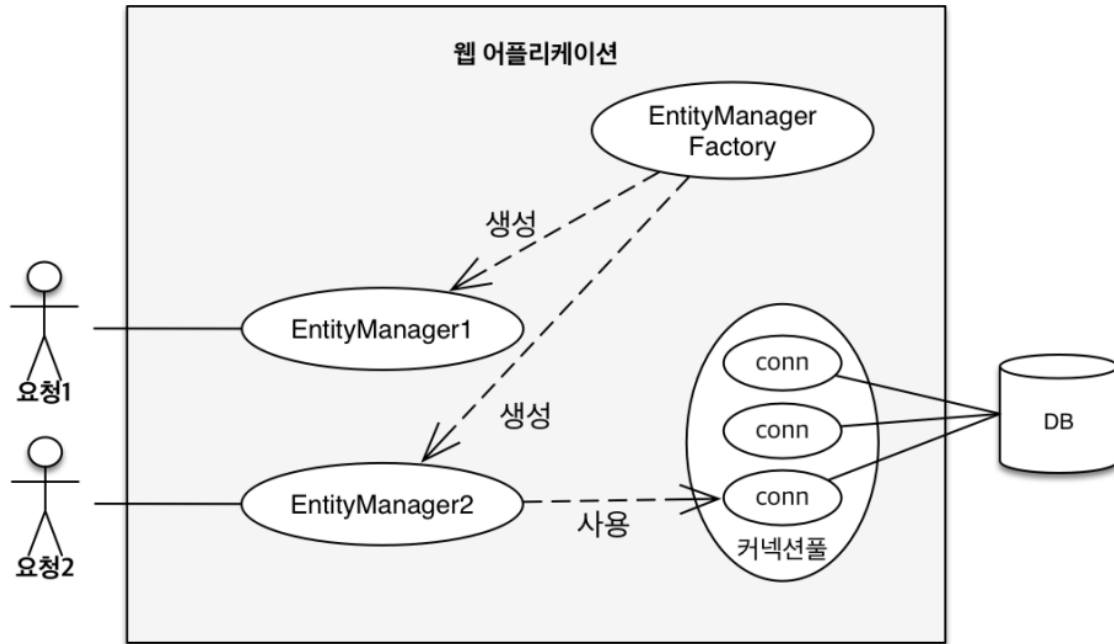 웹 어플리케이션
EntityManager
Factory
생성
요청1
EntityManager1
conn
conn
conn
커넥션풀
DB
생성
요청2
EntityManager2
사용